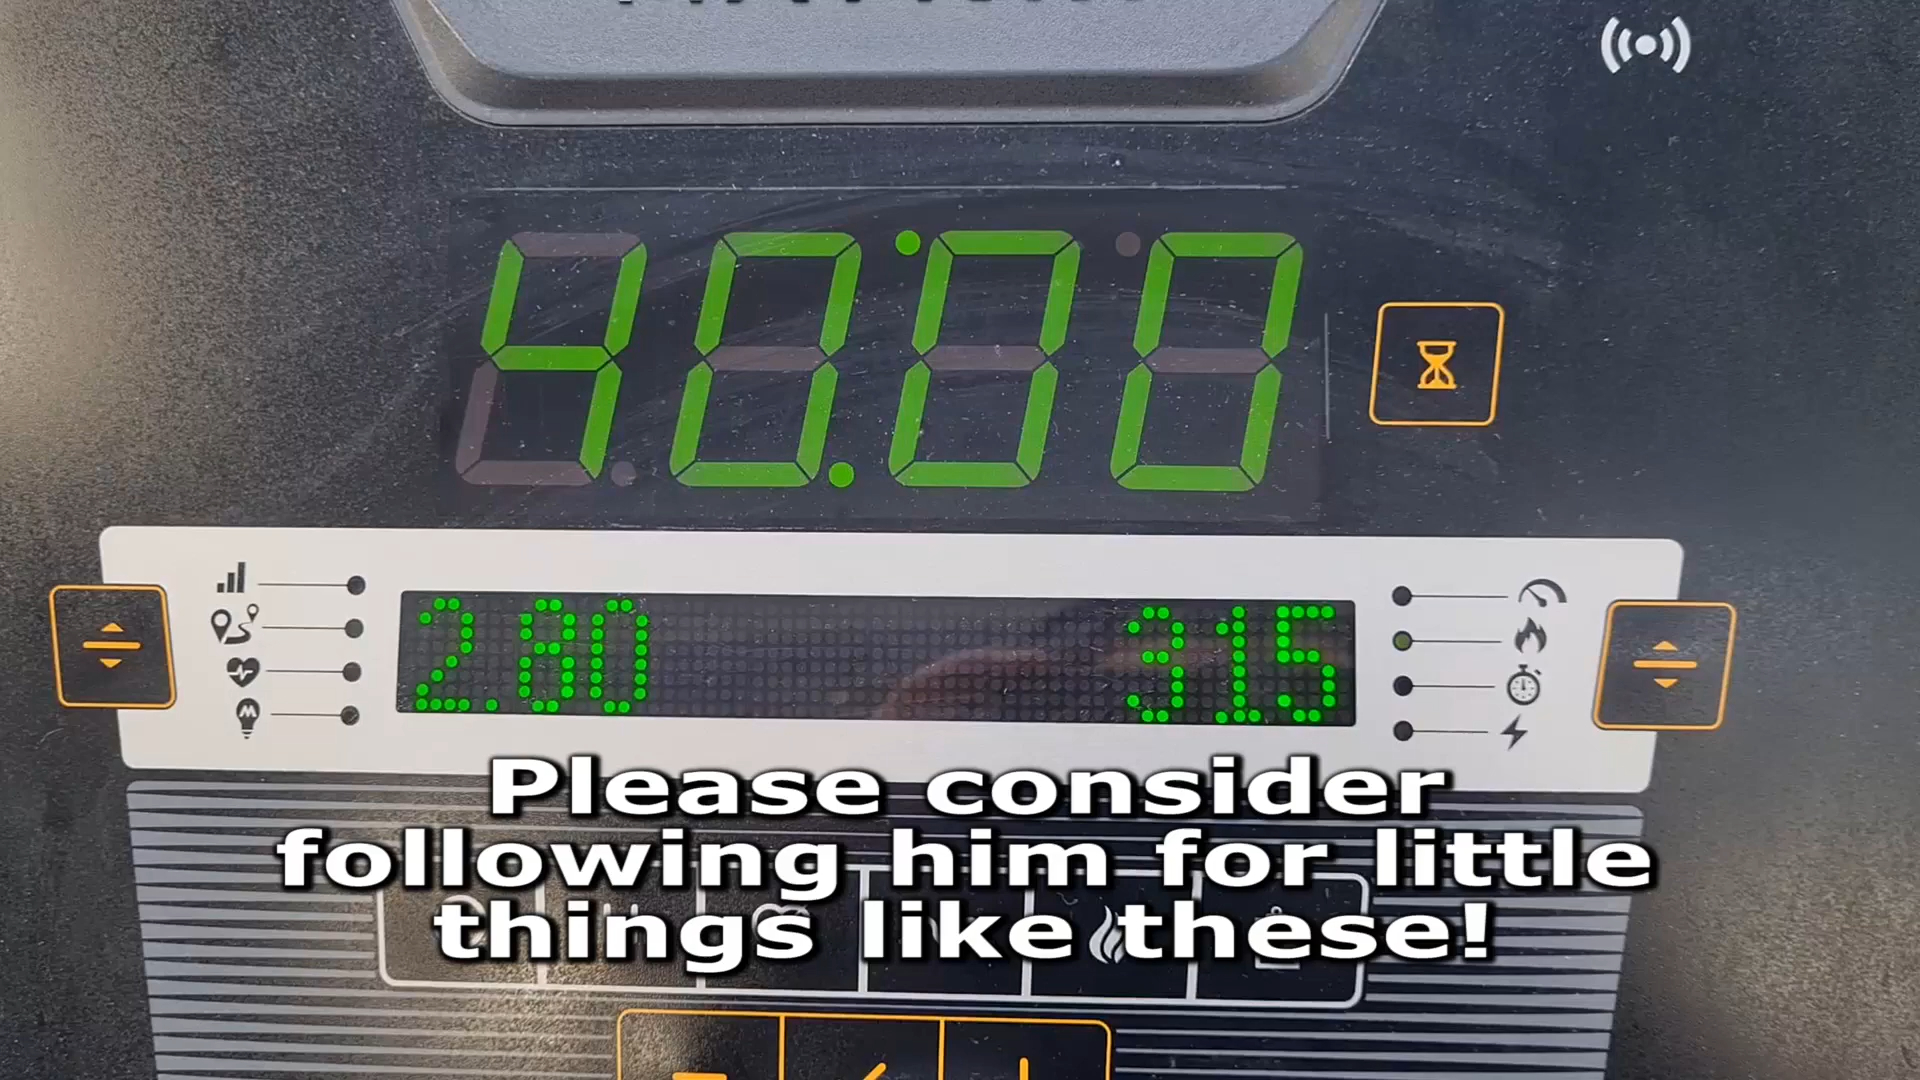 40:00
2.80 315
Please consider
following him for little
things like these!